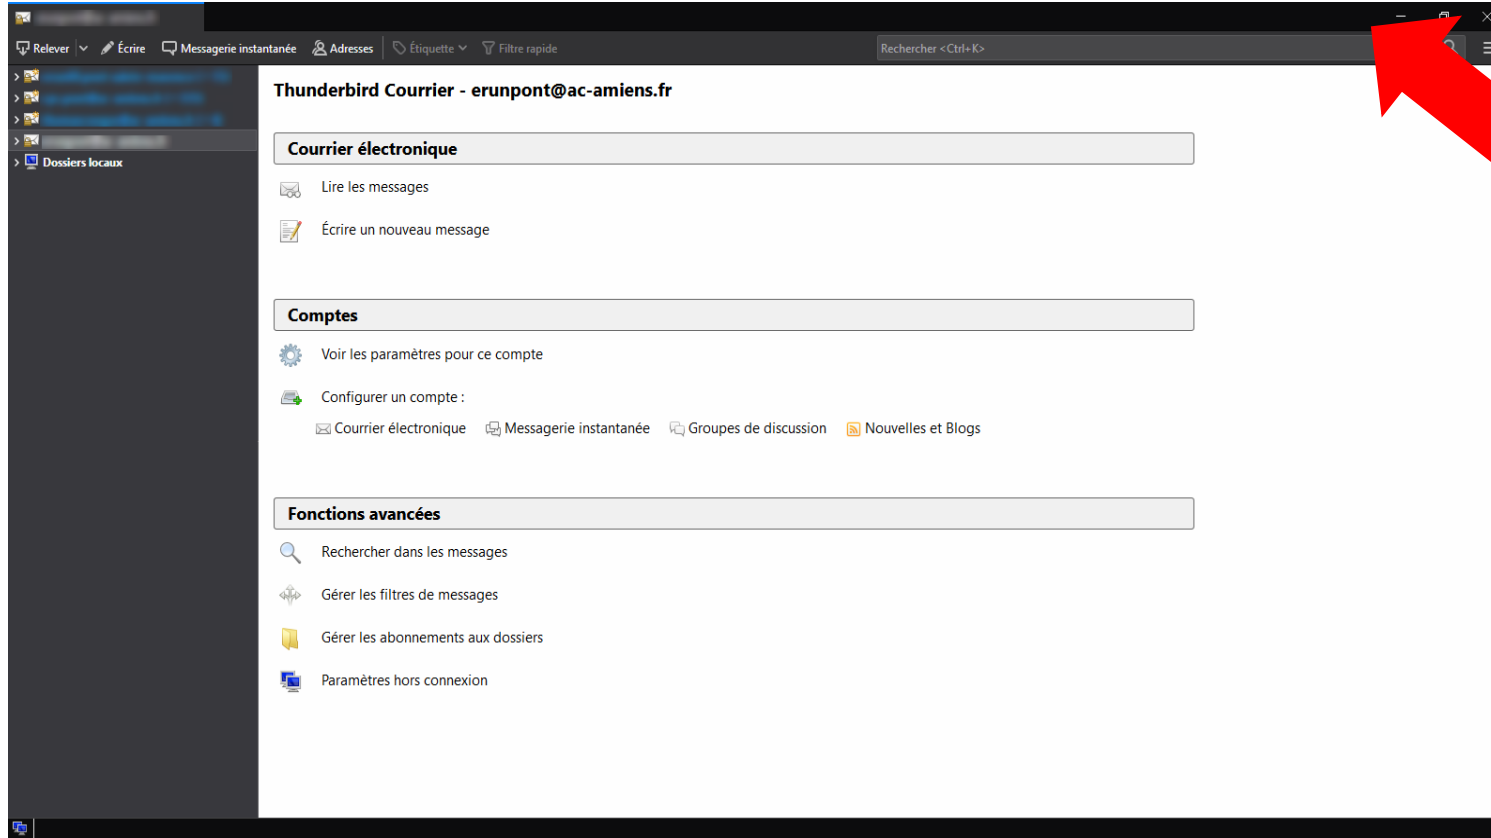 Relever
Écrire
Messagerie instantanée
Adresses
Étiquette
Filtre rapide
Rechercher <Ctrl+K>
Dossiers locaux
Thunderbird Courrier - erunpont@ac-amiens.fr
Courrier électronique
Lire les messages
Écrire un nouveau message
Comptes
Voir les paramètres pour ce compte
Configurer un compte :
Courrier électronique
Messagerie instantanée
Groupes de discussion
Nouvelles et Blogs
Fonctions avancées
Rechercher dans les messages
Gérer les filtres de messages
Gérer les abonnements aux dossiers
Paramètres hors connexion